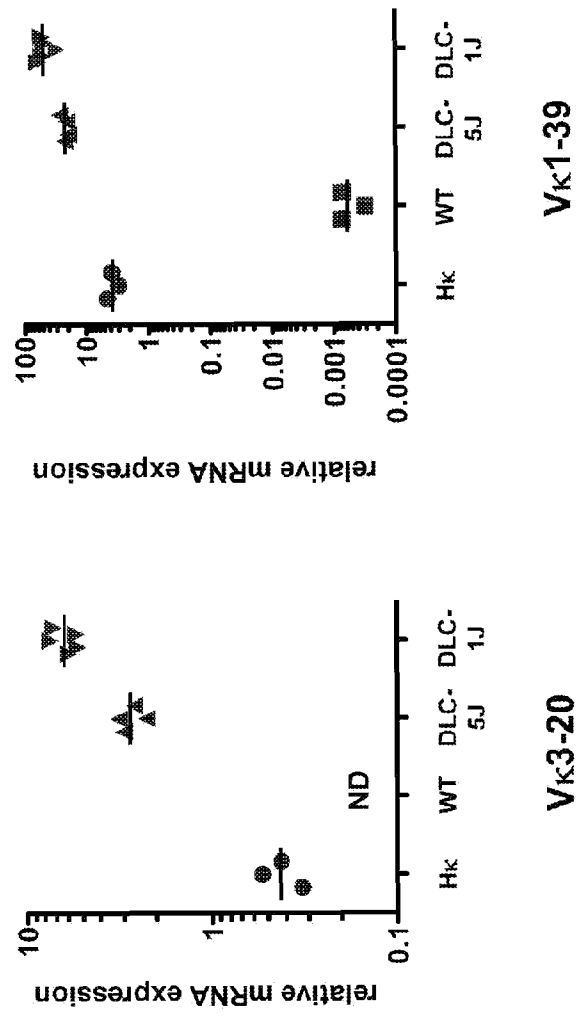 relative mRNA expression
10
1
0.1
Hκ
WT
ND
DLC-
5J
DLC-
1J
Vκ3-20
relative mRNA expression
100
10
1
0.1
0.01
0.001
0.0001
Hκ
WT
DLC-
5J
DLC-
1J
Vκ1-39